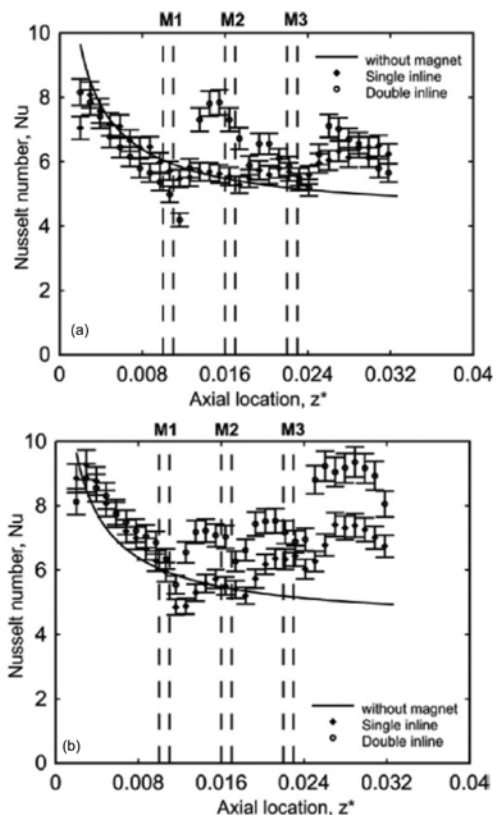 M1 M2 M3
10
8
6
4
2
0
Nusselt number, Nu
without magnet
Single inline
Double inline
(a)
0 0.008 0.016 0.024 0.032 0.04
Axial location, z*
M1 M2 M3
10
8
6
4
2
0
Nusselt number, Nu
without magnet
Single inline
Double inline
(b)
0 0.008 0.016 0.024 0.032 0.04
Axial location, z*